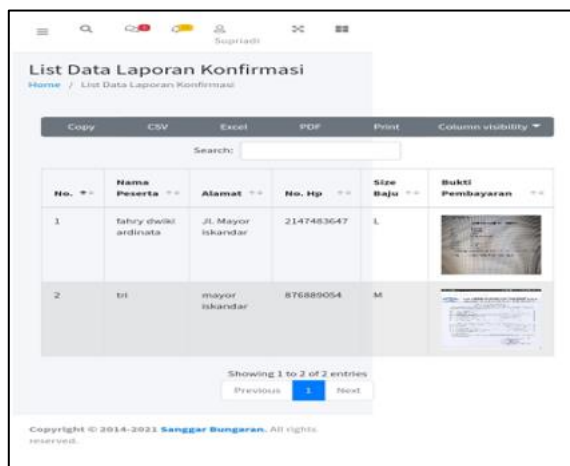 Supriadi
List Data Laporan Konfirmasi
Home / List Data Laporan Konfirmasi
Copy CSV Excel PDF Print Column visibility
Search:
No. Nama Peserta Alamat No. Hp Size Baju Bukti Pembayaran
1 fahry dwiki ardinata Jl. Mayor iskandar 2147483647 L
2 tri mayor iskandar 876889054 M
Showing 1 to 2 of 2 entries
Previous 1 Next
Copyright © 2014-2021 Sanggar Bungaran. All rights
reserved.